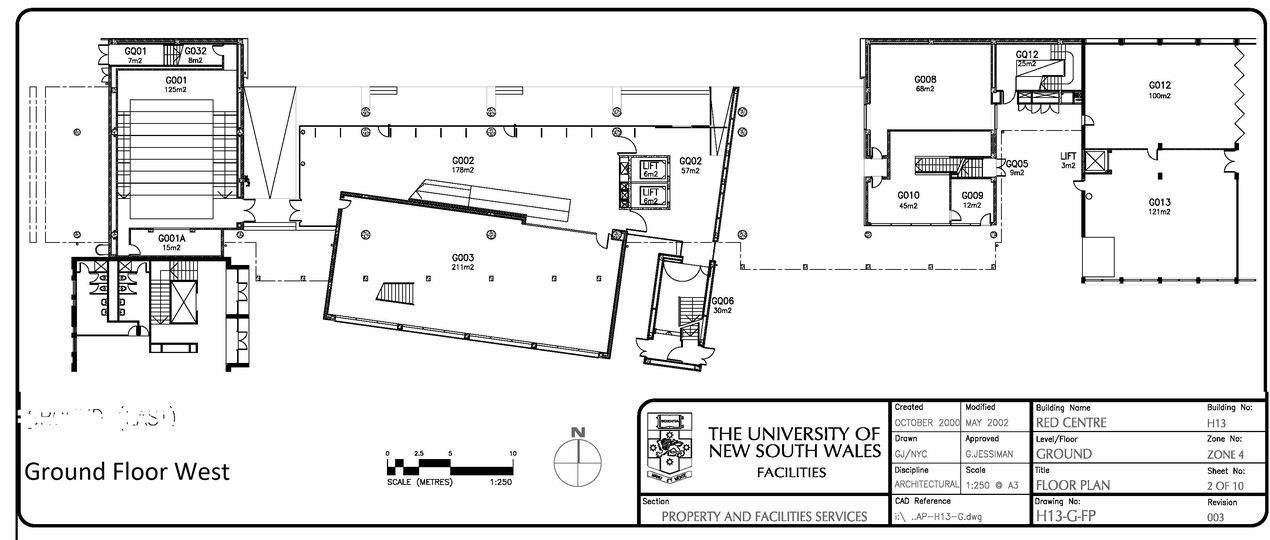 GQ01
7m2
G032
8m2
G001
125m2
G002
178m2
LIFT
6m2
LIFT
6m2
GQ02
57m2
G001A
15m2
G003
211m2
GQ06
30m2
G008
68m2
GQ12
25m2
G012
100m2
GQ05
9m2
LIFT
3m2
G010
45m2
G009
12m2
G013
121m2
(EAST)
Ground Floor West
0 2.5 5 10
SCALE (METRES) 1:250
N
THE UNIVERSITY OF
NEW SOUTH WALES
FACILITIES
Section
PROPERTY AND FACILITIES SERVICES
Created
OCTOBER 2000
Modified
MAY 2002
Drawn
GJ/NYC
Approved
G.JESSIMAN
Discipline
ARCHITECTURAL
Scale
1:250 @ A3
CAD Reference
i:\ ..AP-H13-G.dwg
Building Name
RED CENTRE
Building No:
H13
Level/Floor
GROUND
Zone No:
ZONE 4
Title
FLOOR PLAN
Sheet No:
2 OF 10
Drawing No:
H13-G-FP
Revision
003